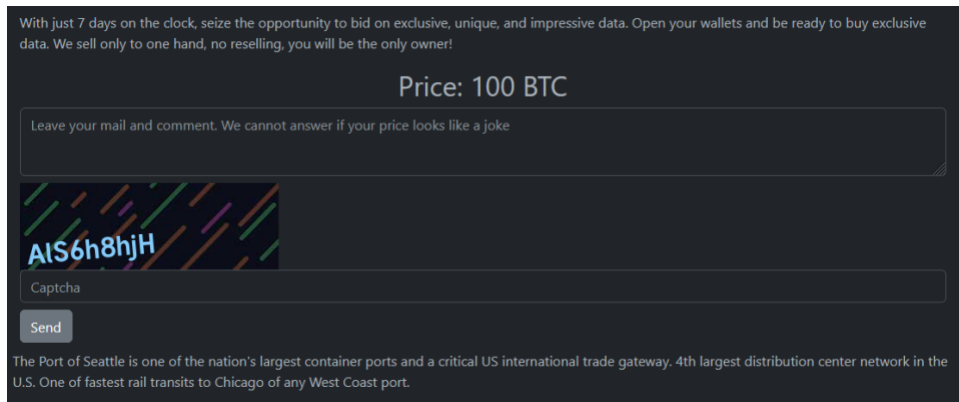 With just 7 days on the clock, seize the opportunity to bid on exclusive, unique, and impressive data. Open your wallets and be ready to buy exclusive
data. We sell only to one hand, no reselling, you will be the only owner!
Price: 100 BTC
Leave your mail and comment. We cannot answer if your price looks like a joke
Captcha
Send
The Port of Seattle is one of the nation's largest container ports and a critical US international trade gateway. 4th largest distribution center network in the
U.S. One of fastest rail transits to Chicago of any West Coast port.